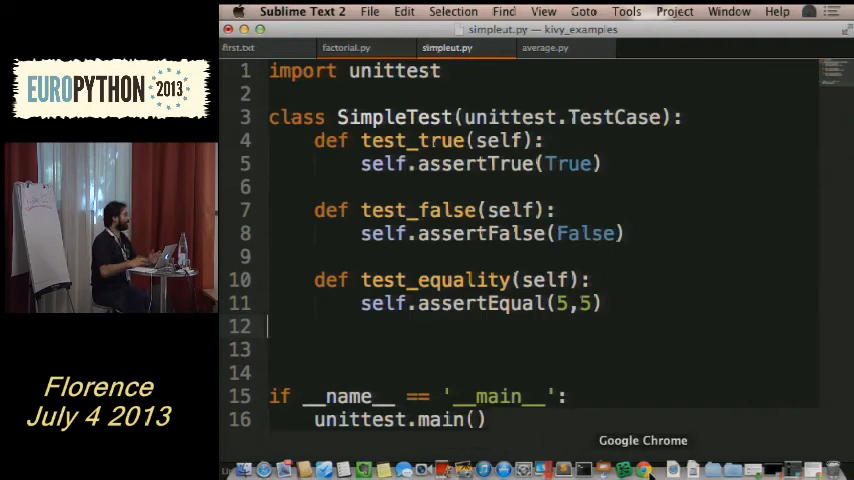 Sublime Text 2 File Edit Selection Find View Goto Tools Project Window Help
simpleut.py — kivy_examples
first.txt factorial.py simpleut.py average.py
EUROPYTHON 2013
1 import unittest
2
3 class SimpleTest(unittest.TestCase):
4 def test_true(self):
5 self.assertTrue(True)
6
7 def test_false(self):
8 self.assertFalse(False)
9
10 def test_equality(self):
11 self.assertEqual(5,5)
12
13
14
15 if __name__ == '__main__':
16 unittest.main()
Florence
July 4 2013
Google Chrome